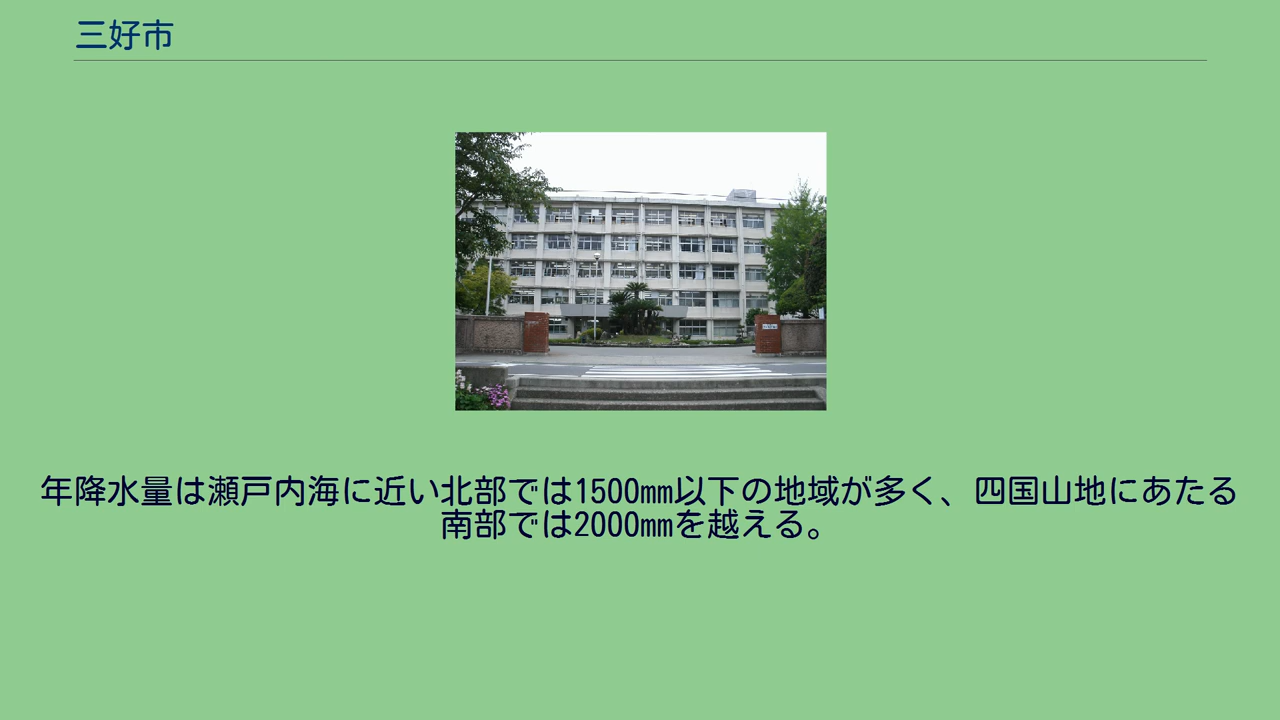 三好市
年降水量は瀬戸内海に近い北部では1500mm以下の地域が多く、四国山地にあたる
南部では2000mmを越える。